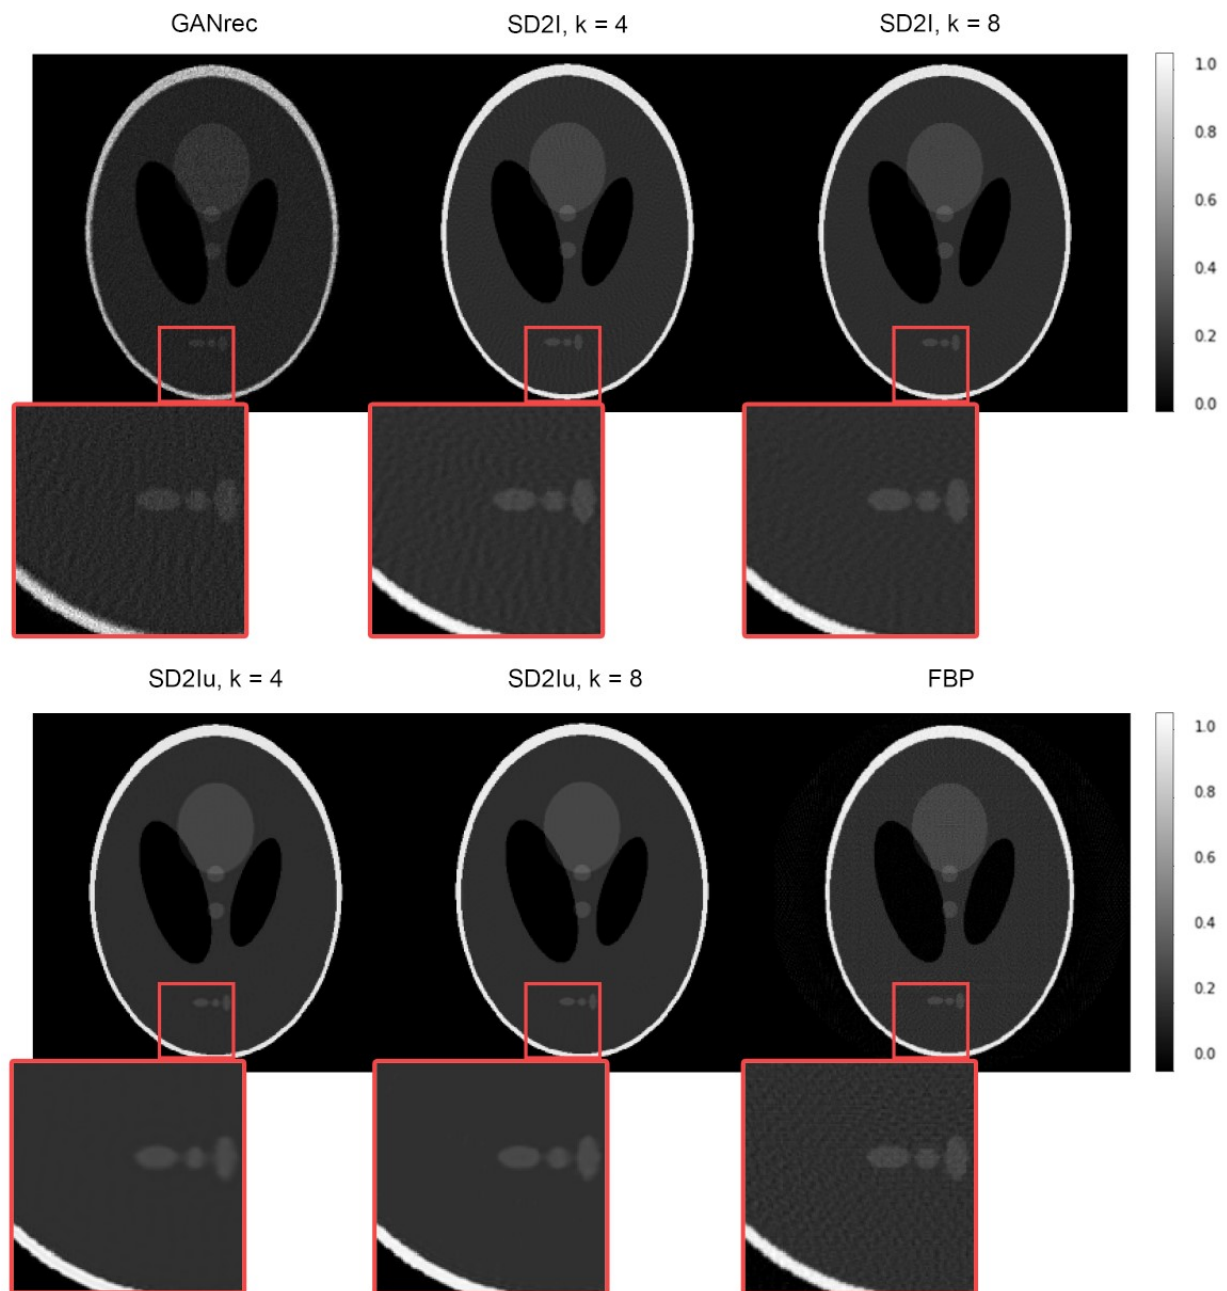 GANrec
SD2I, k = 4
SD2I, k = 8
1.0
0.8
0.6
0.4
0.2
0.0
SD2Iu, k = 4
SD2Iu, k = 8
FBP
1.0
0.8
0.6
0.4
0.2
0.0